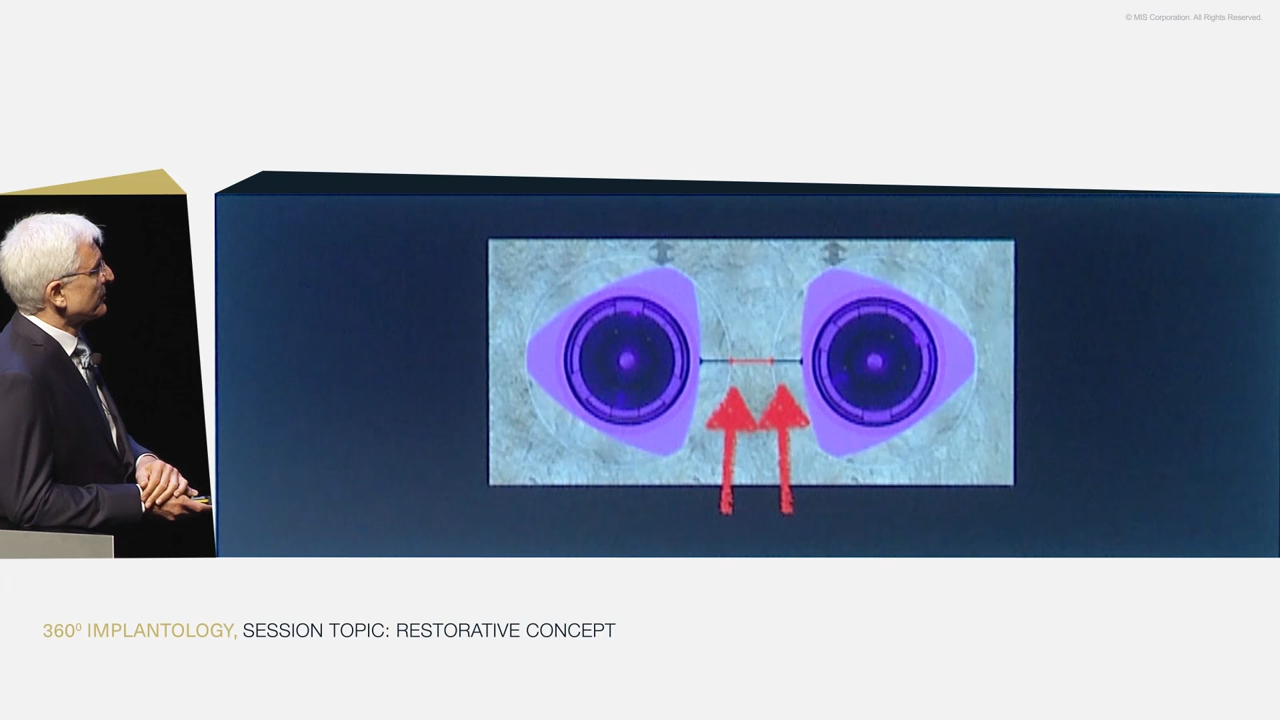 © MIS Corporation. All Rights Reserved.
360⁰ IMPLANTOLOGY, SESSION TOPIC: RESTORATIVE CONCEPT